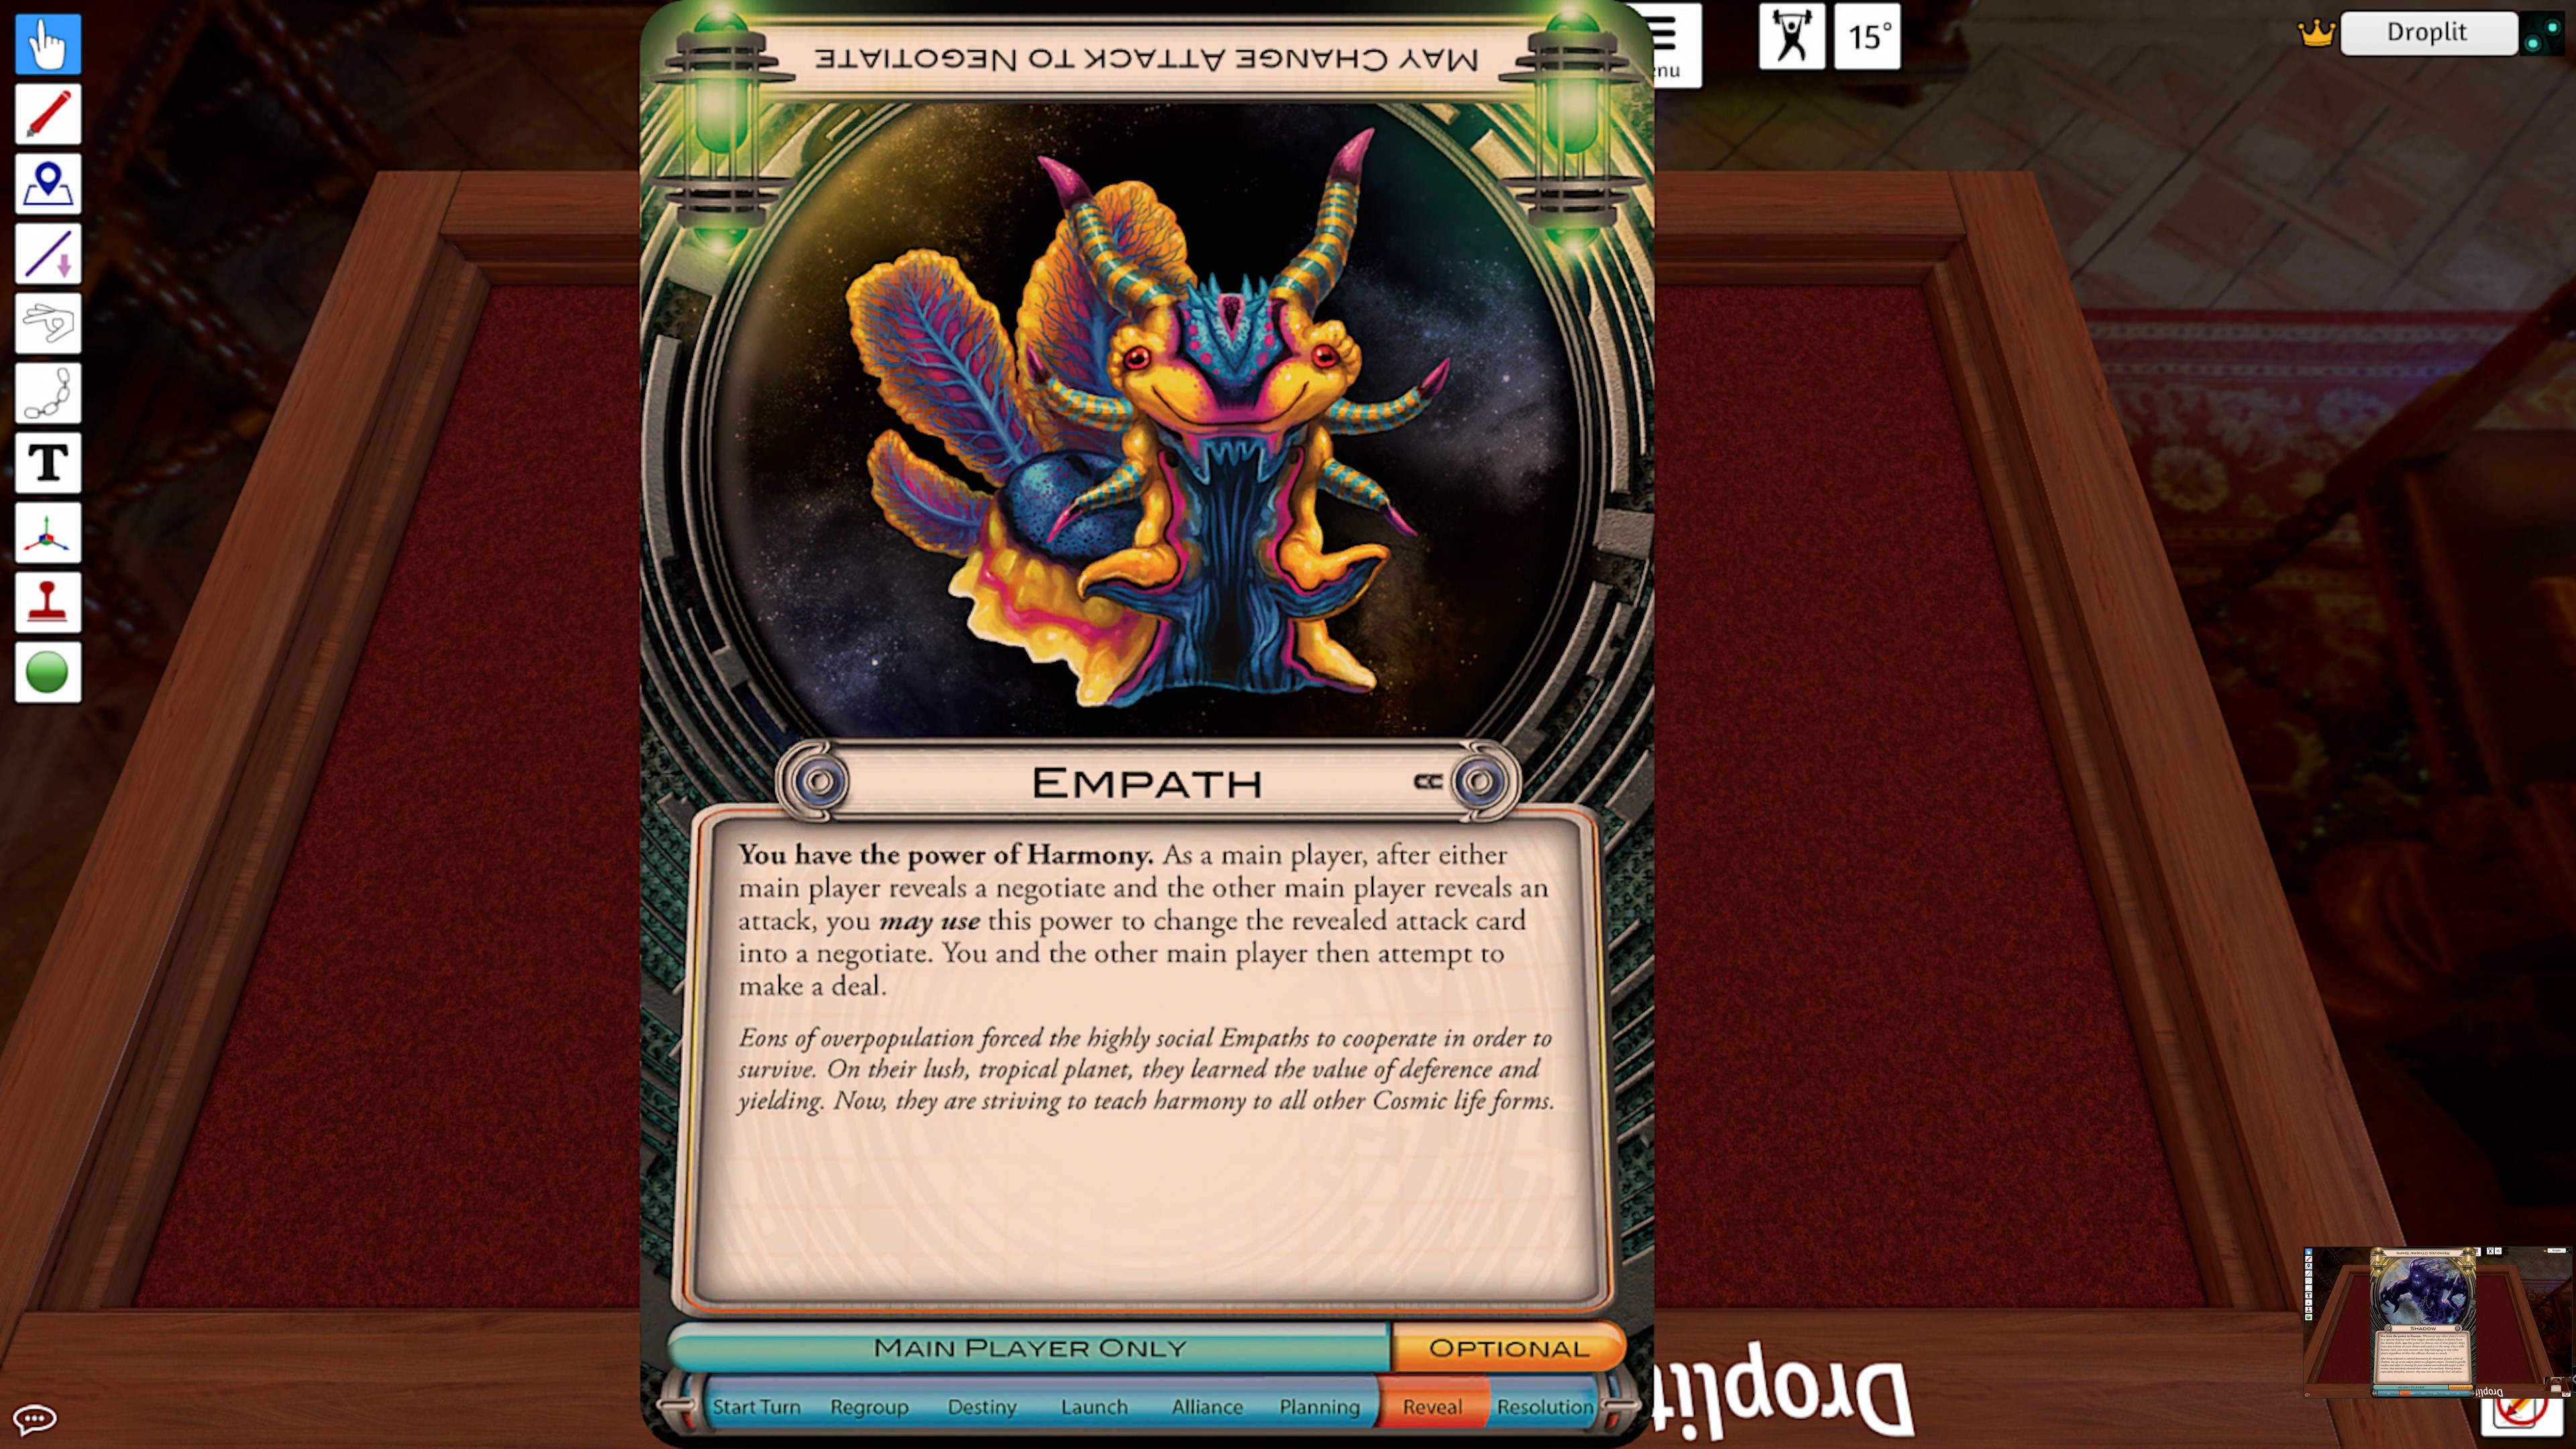 MAY CHANGE ATTACK TO NEGOTIATE
nu
15°
Droplit
T
EMPATH
CC
You have the power of Harmony. As a main player, after either
main player reveals a negotiate and the other main player reveals an
attack, you may use this power to change the revealed attack card
into a negotiate. You and the other main player then attempt to
make a deal.
Eons of overpopulation forced the highly social Empaths to cooperate in order to
survive. On their lush, tropical planet, they learned the value of deference and
yielding. Now, they are striving to teach harmony to all other Cosmic life forms.
MAIN PLAYER ONLY
OPTIONAL
Start Turn Regroup Destiny Launch Alliance Planning Reveal Resolution
Droplit
SHADOW